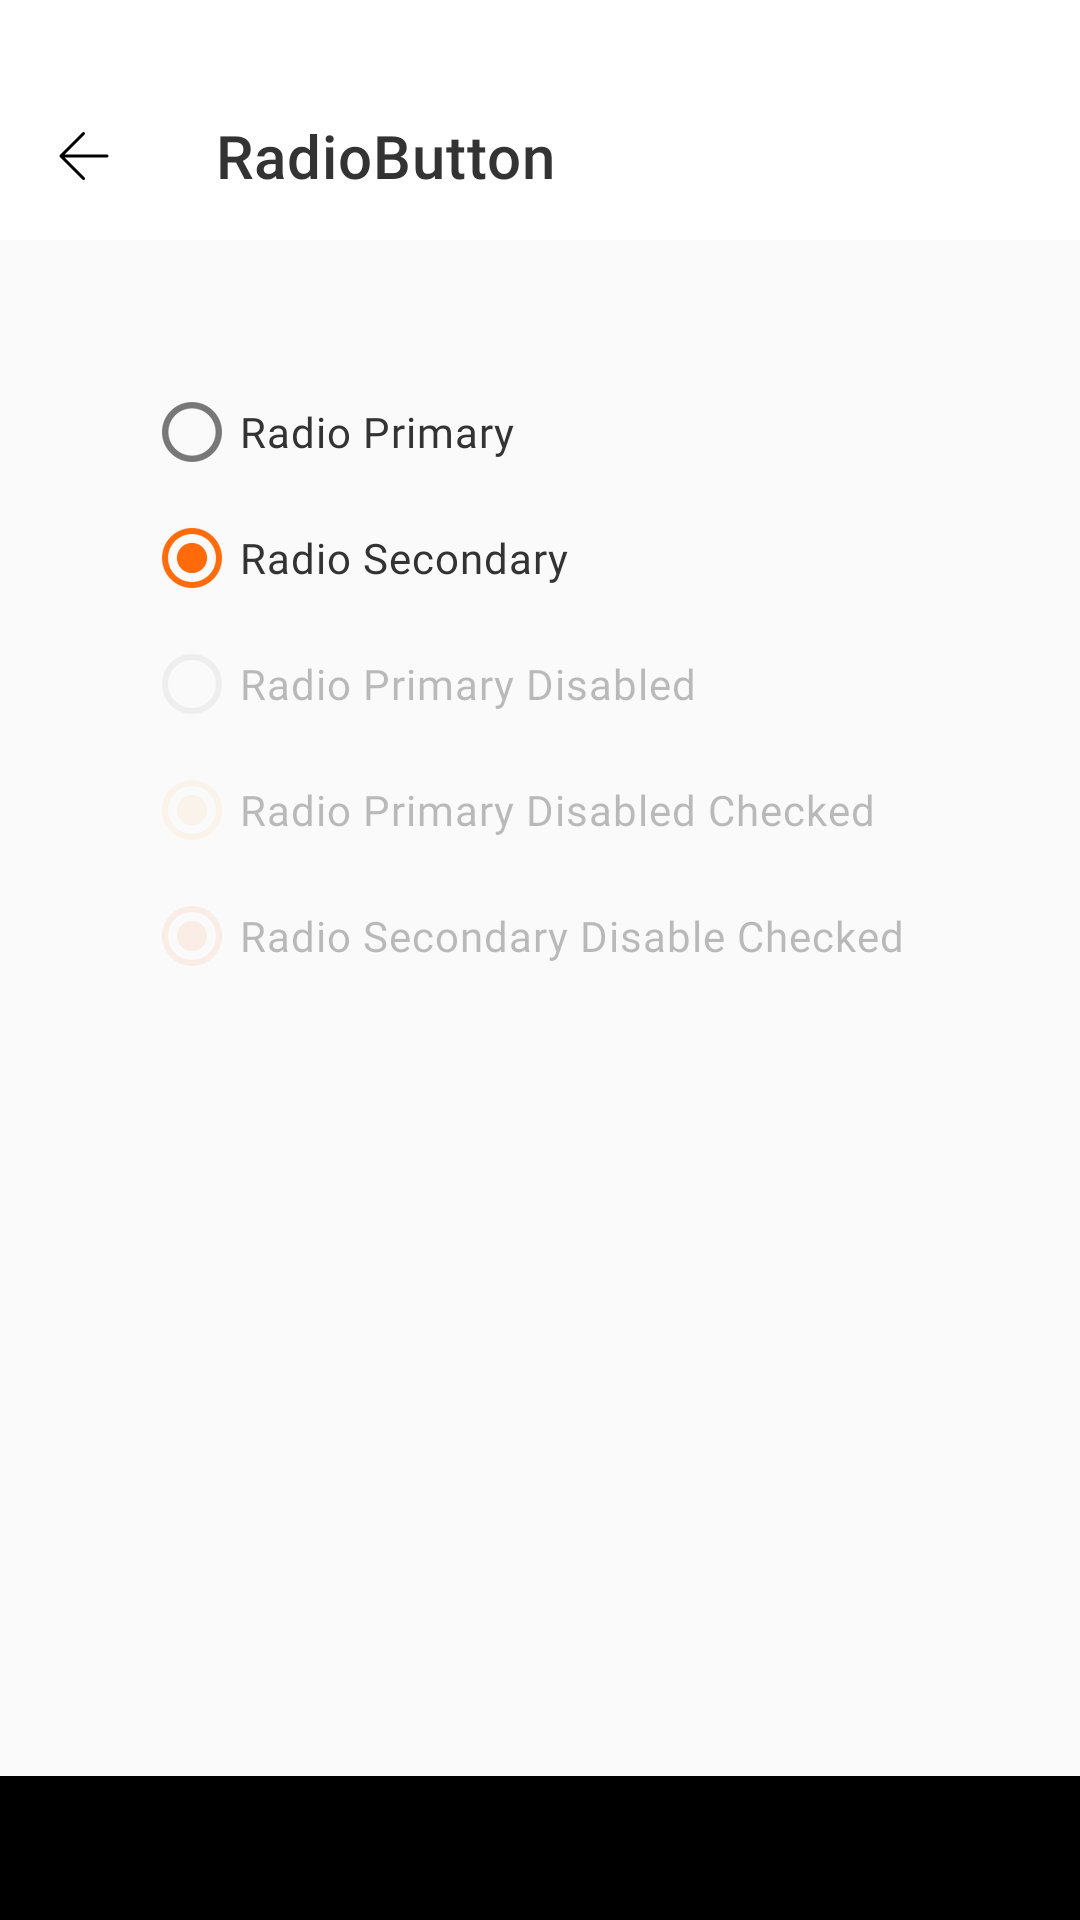 RadioButton
Radio Primary
Radio Secondary
Radio Primary Disabled
Radio Primary Disabled Checked
Radio Secondary Disable Checked